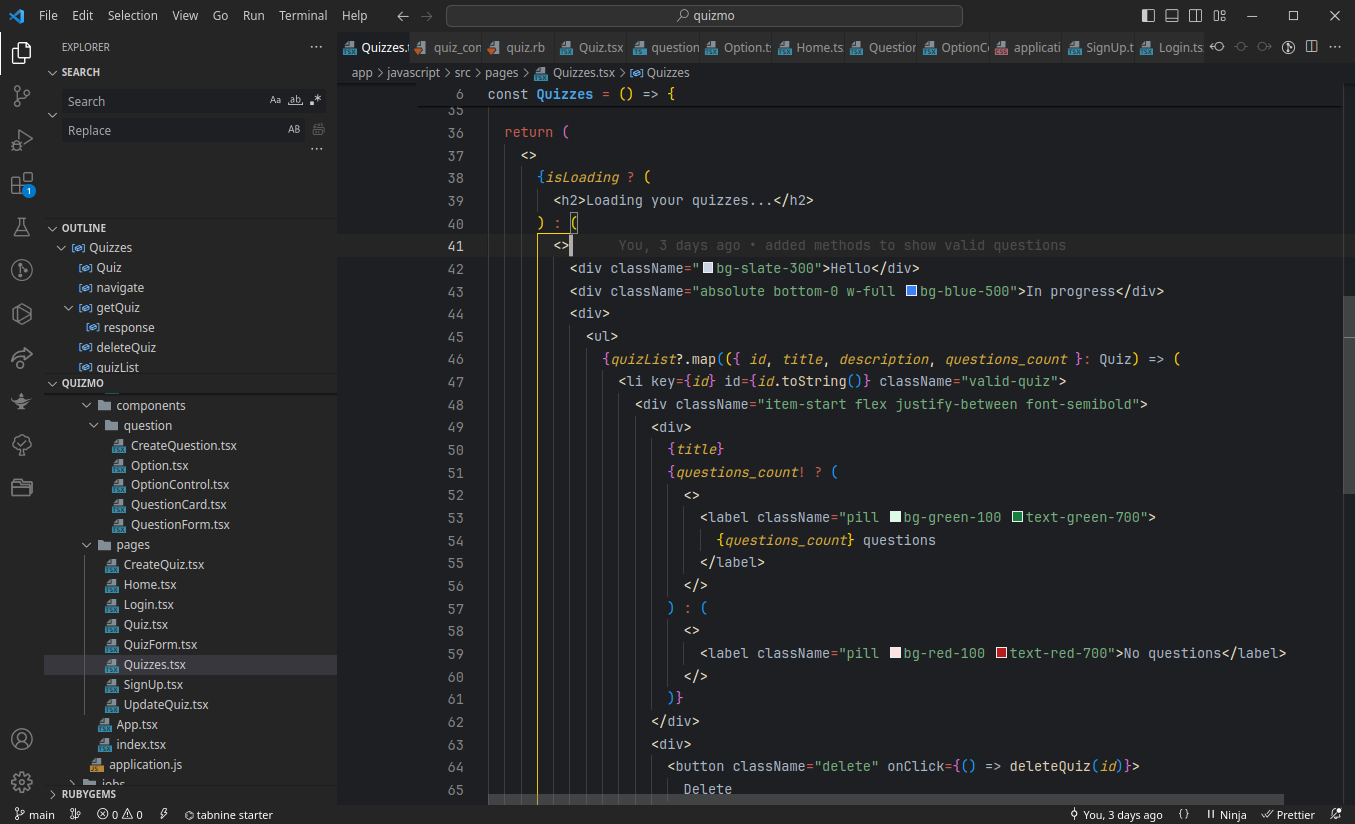 File Edit Selection View Go Run Terminal Help
quizmo
EXPLORER
SEARCH
Search
Aa ab .*
Replace
AB
1
OUTLINE
Quizzes
Quiz
navigate
getQuiz
response
deleteQuiz
quizList
QUIZMO
components
question
CreateQuestion.tsx
Option.tsx
OptionControl.tsx
QuestionCard.tsx
QuestionForm.tsx
pages
CreateQuiz.tsx
Home.tsx
Login.tsx
Quiz.tsx
QuizForm.tsx
Quizzes.tsx
SignUp.tsx
UpdateQuiz.tsx
App.tsx
index.tsx
application.js
jobs
RUBYGEMS
Quizzes.t quiz_con quiz.rb Quiz.tsx question Option.ts Home.ts Question OptionCo applicati SignUp.t Login.tsx
app > javascript > src > pages > Quizzes.tsx > Quizzes
6 const Quizzes = () => {
35
36 return (
37 <>
38 {isLoading ? (
39 <h2>Loading your quizzes...</h2>
40 ) : (
41 <> You, 3 days ago • added methods to show valid questions
42 <div className="bg-slate-300">Hello</div>
43 <div className="absolute bottom-0 w-full bg-blue-500">In progress</div>
44 <div>
45 <ul>
46 {quizList?.map(({ id, title, description, questions_count }: Quiz) => (
47 <li key={id} id={id.toString()} className="valid-quiz">
48 <div className="item-start flex justify-between font-semibold">
49 <div>
50 {title}
51 {questions_count! ? (
52 <>
53 <label className="pill bg-green-100 text-green-700">
54 {questions_count} questions
55 </label>
56 </>
57 ) : (
58 <>
59 <label className="pill bg-red-100 text-red-700">No questions</label>
60 </>
61 )}
62 </div>
63 <div>
64 <button className="delete" onClick={() => deleteQuiz(id)}>
65 Delete
main 0 0 tabnine starter You, 3 days ago {} Ninja Prettier